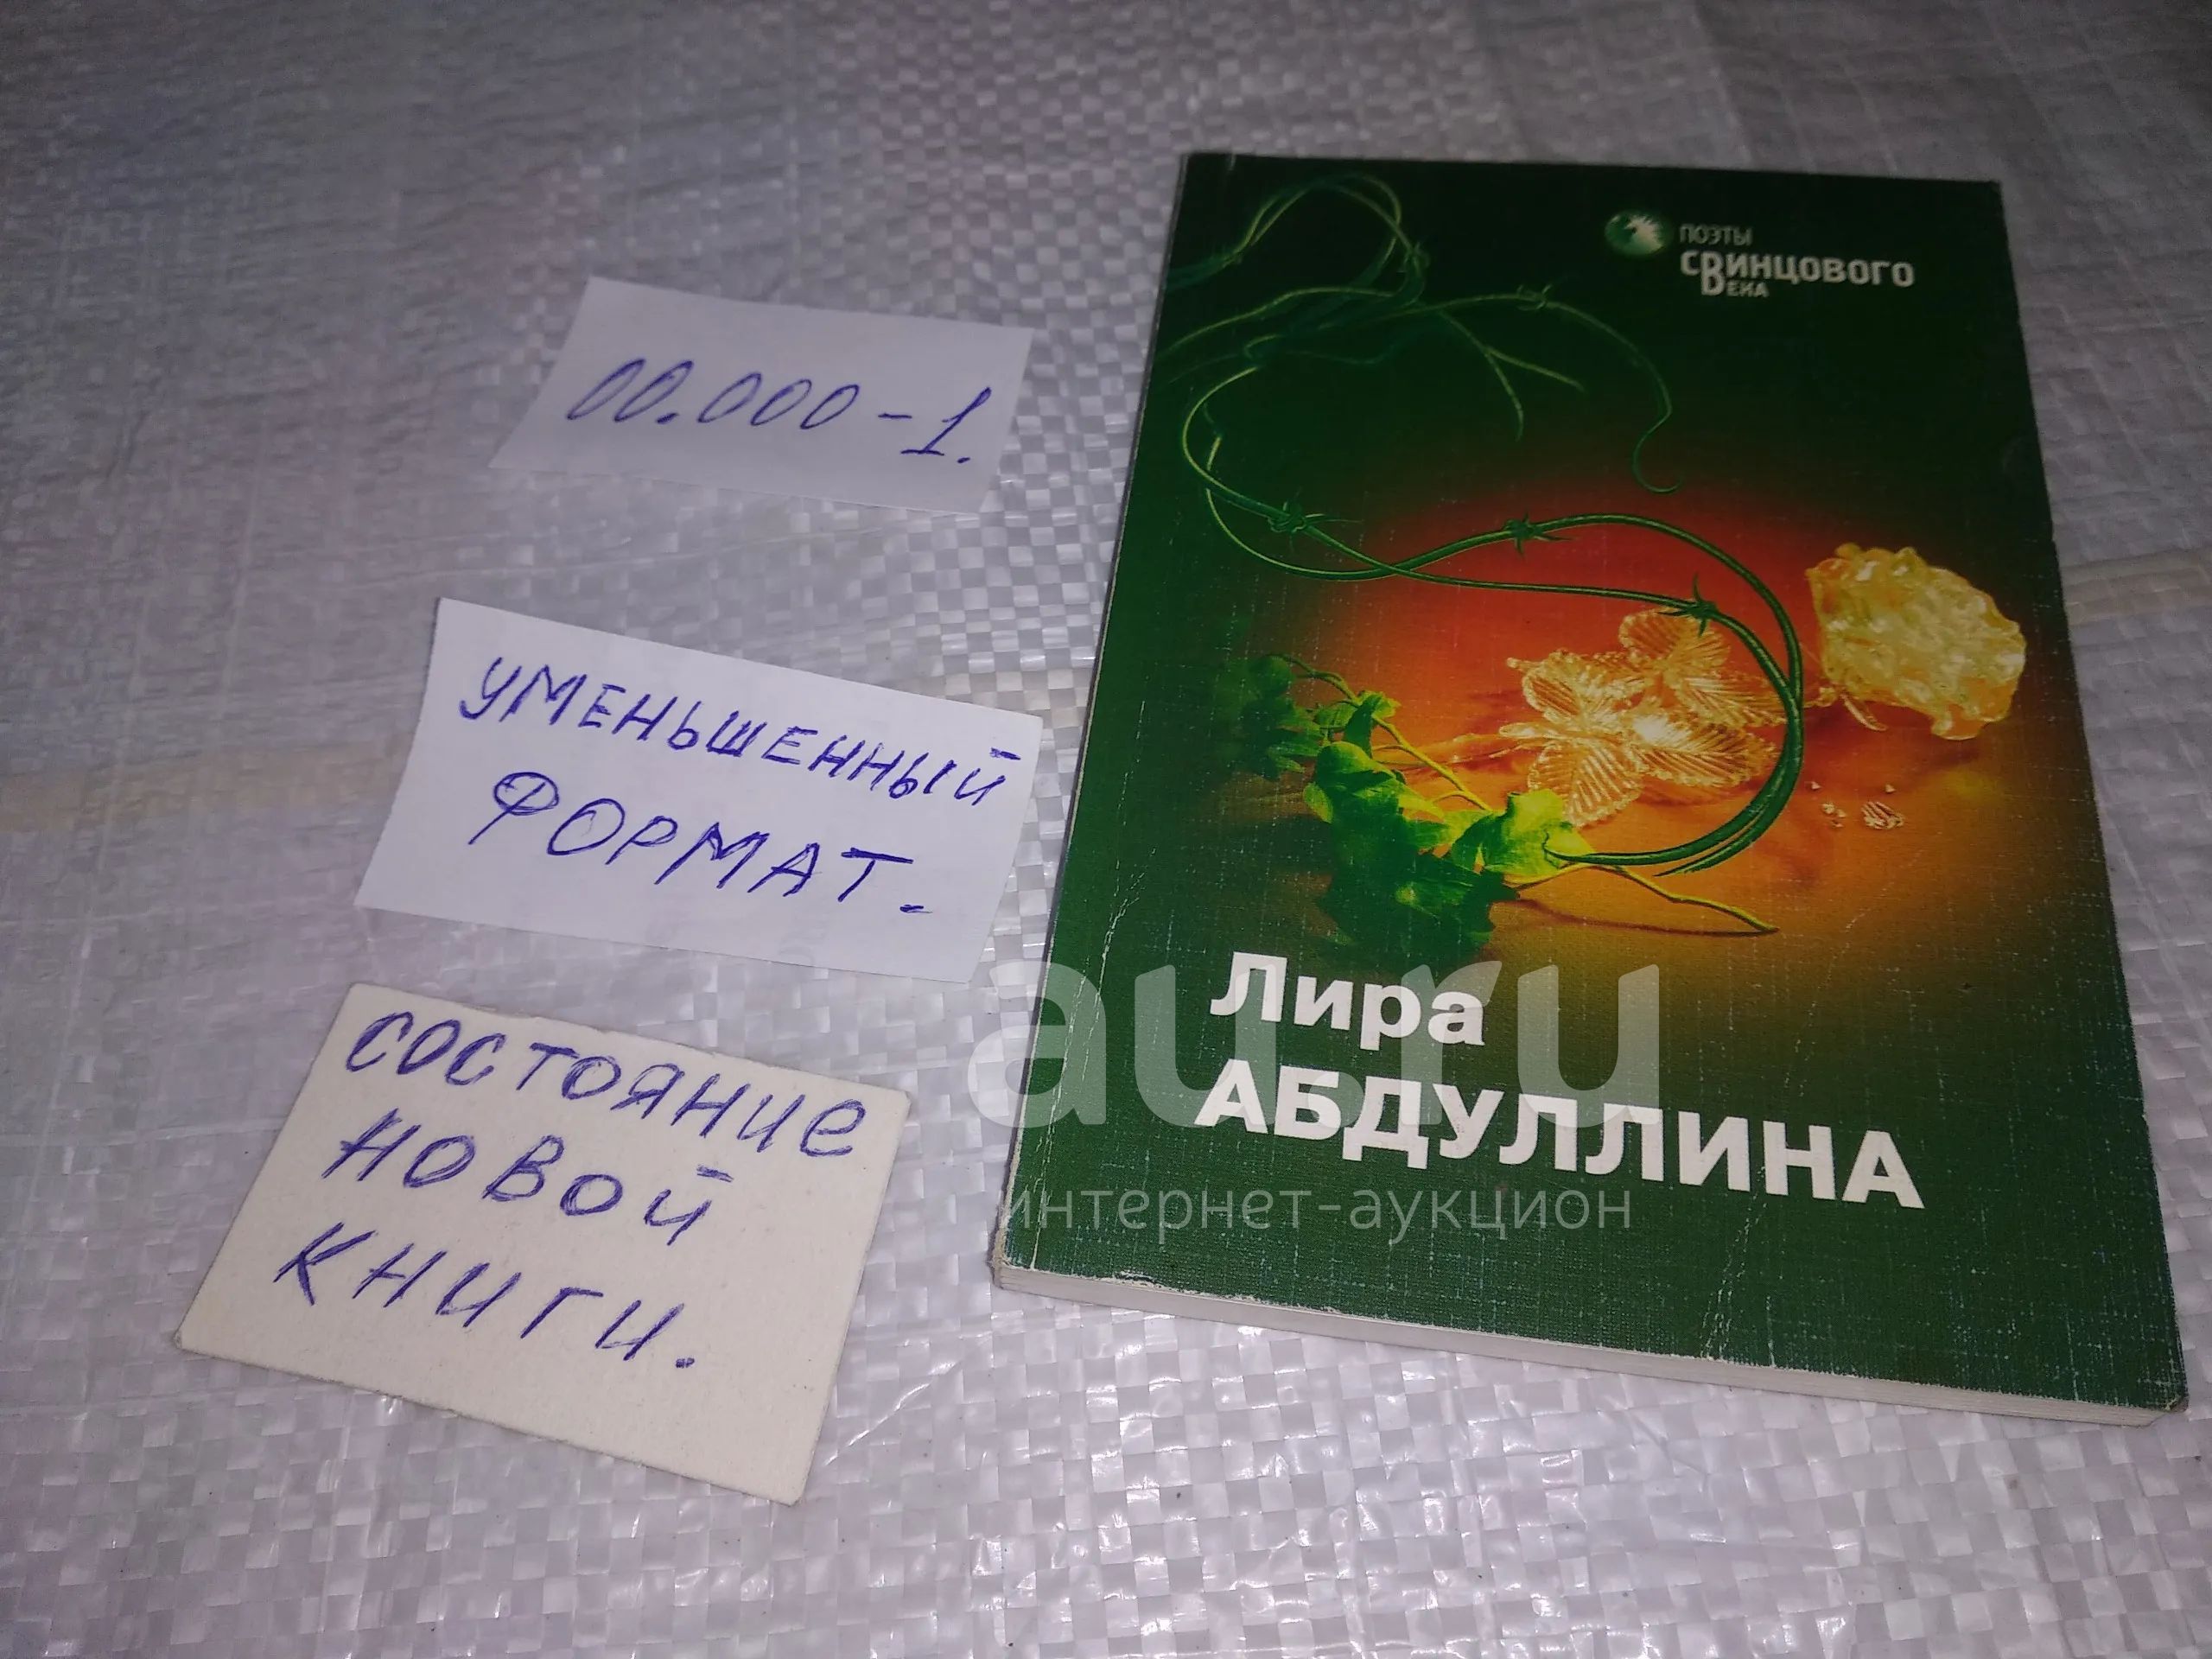 00.000-1.
УМЕНЬШЕННЫЙ
ФОРМАТ.
СОСТОЯНИЕ
НОВОЙ
КНИГИ.
ПОЭТЫ
СВИНЦОВОГО
ВЕКА
Лира
АБДУЛЛИНА
au.ru
интернет-аукцион